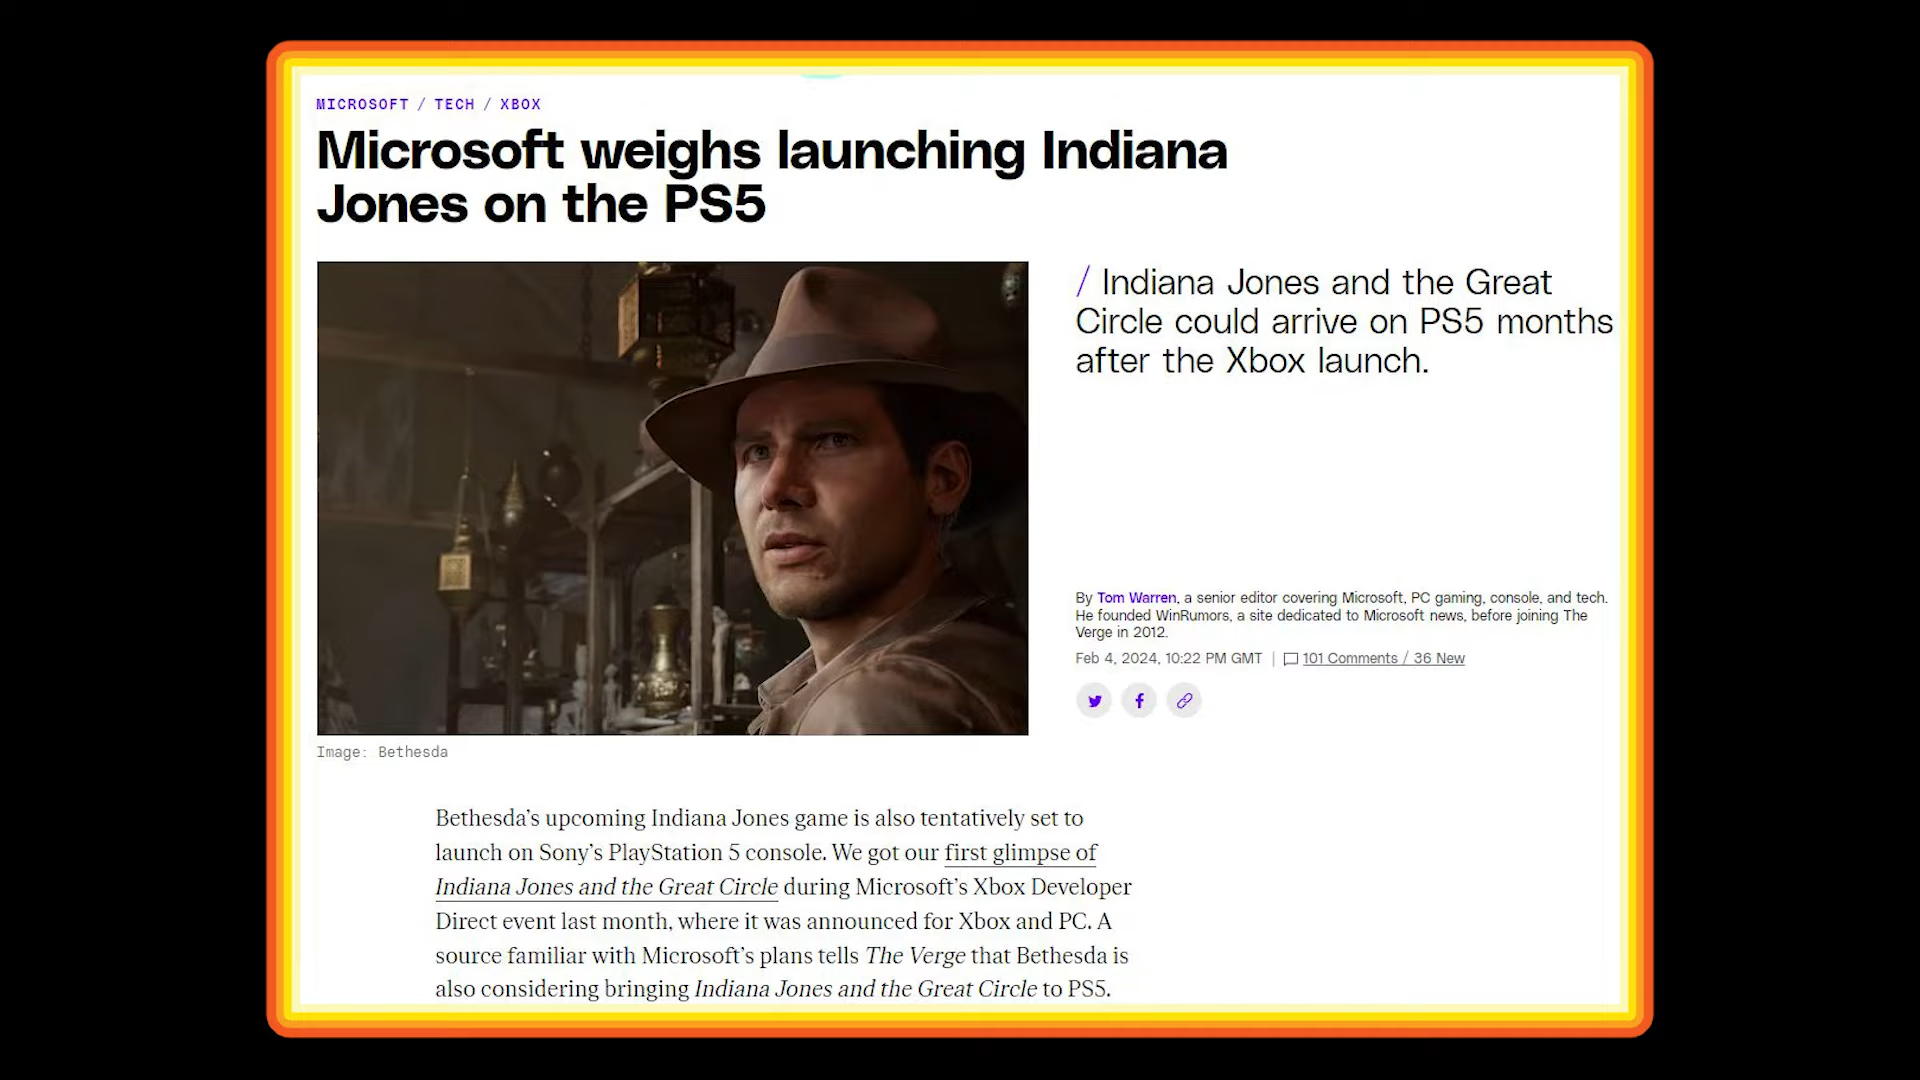 MICROSOFT / TECH / XBOX
Microsoft weighs launching Indiana
Jones on the PS5
/ Indiana Jones and the Great
Circle could arrive on PS5 months
after the Xbox launch.
By Tom Warren, a senior editor covering Microsoft, PC gaming, console, and tech.
He founded WinRumors, a site dedicated to Microsoft news, before joining The
Verge in 2012.
Feb 4, 2024, 10:22 PM GMT | 101 Comments / 36 New
Image: Bethesda
Bethesda’s upcoming Indiana Jones game is also tentatively set to
launch on Sony’s PlayStation 5 console. We got our first glimpse of
Indiana Jones and the Great Circle during Microsoft’s Xbox Developer
Direct event last month, where it was announced for Xbox and PC. A
source familiar with Microsoft’s plans tells The Verge that Bethesda is
also considering bringing Indiana Jones and the Great Circle to PS5.